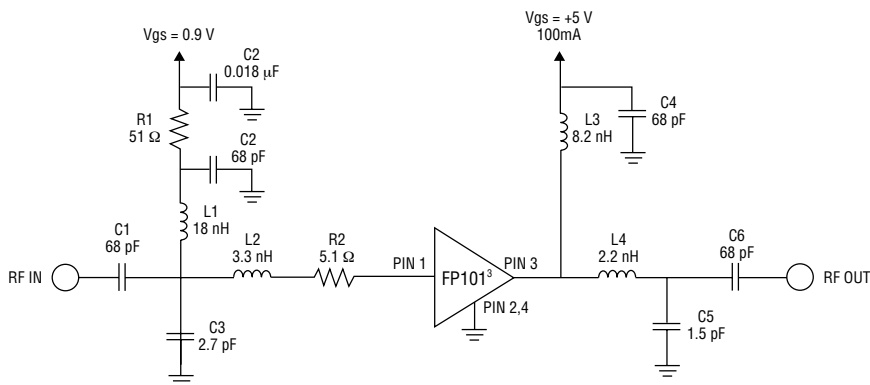 Vgs = 0.9 V
C2
0.018 µF
R1
51 Ω
C2
68 pF
L1
18 nH
C1
68 pF
L2
3.3 nH
R2
5.1 Ω
RF IN
C3
2.7 pF
PIN 1
FP101³
PIN 3
PIN 2,4
Vgs = +5 V
100mA
L3
8.2 nH
C4
68 pF
L4
2.2 nH
C6
68 pF
RF OUT
C5
1.5 pF